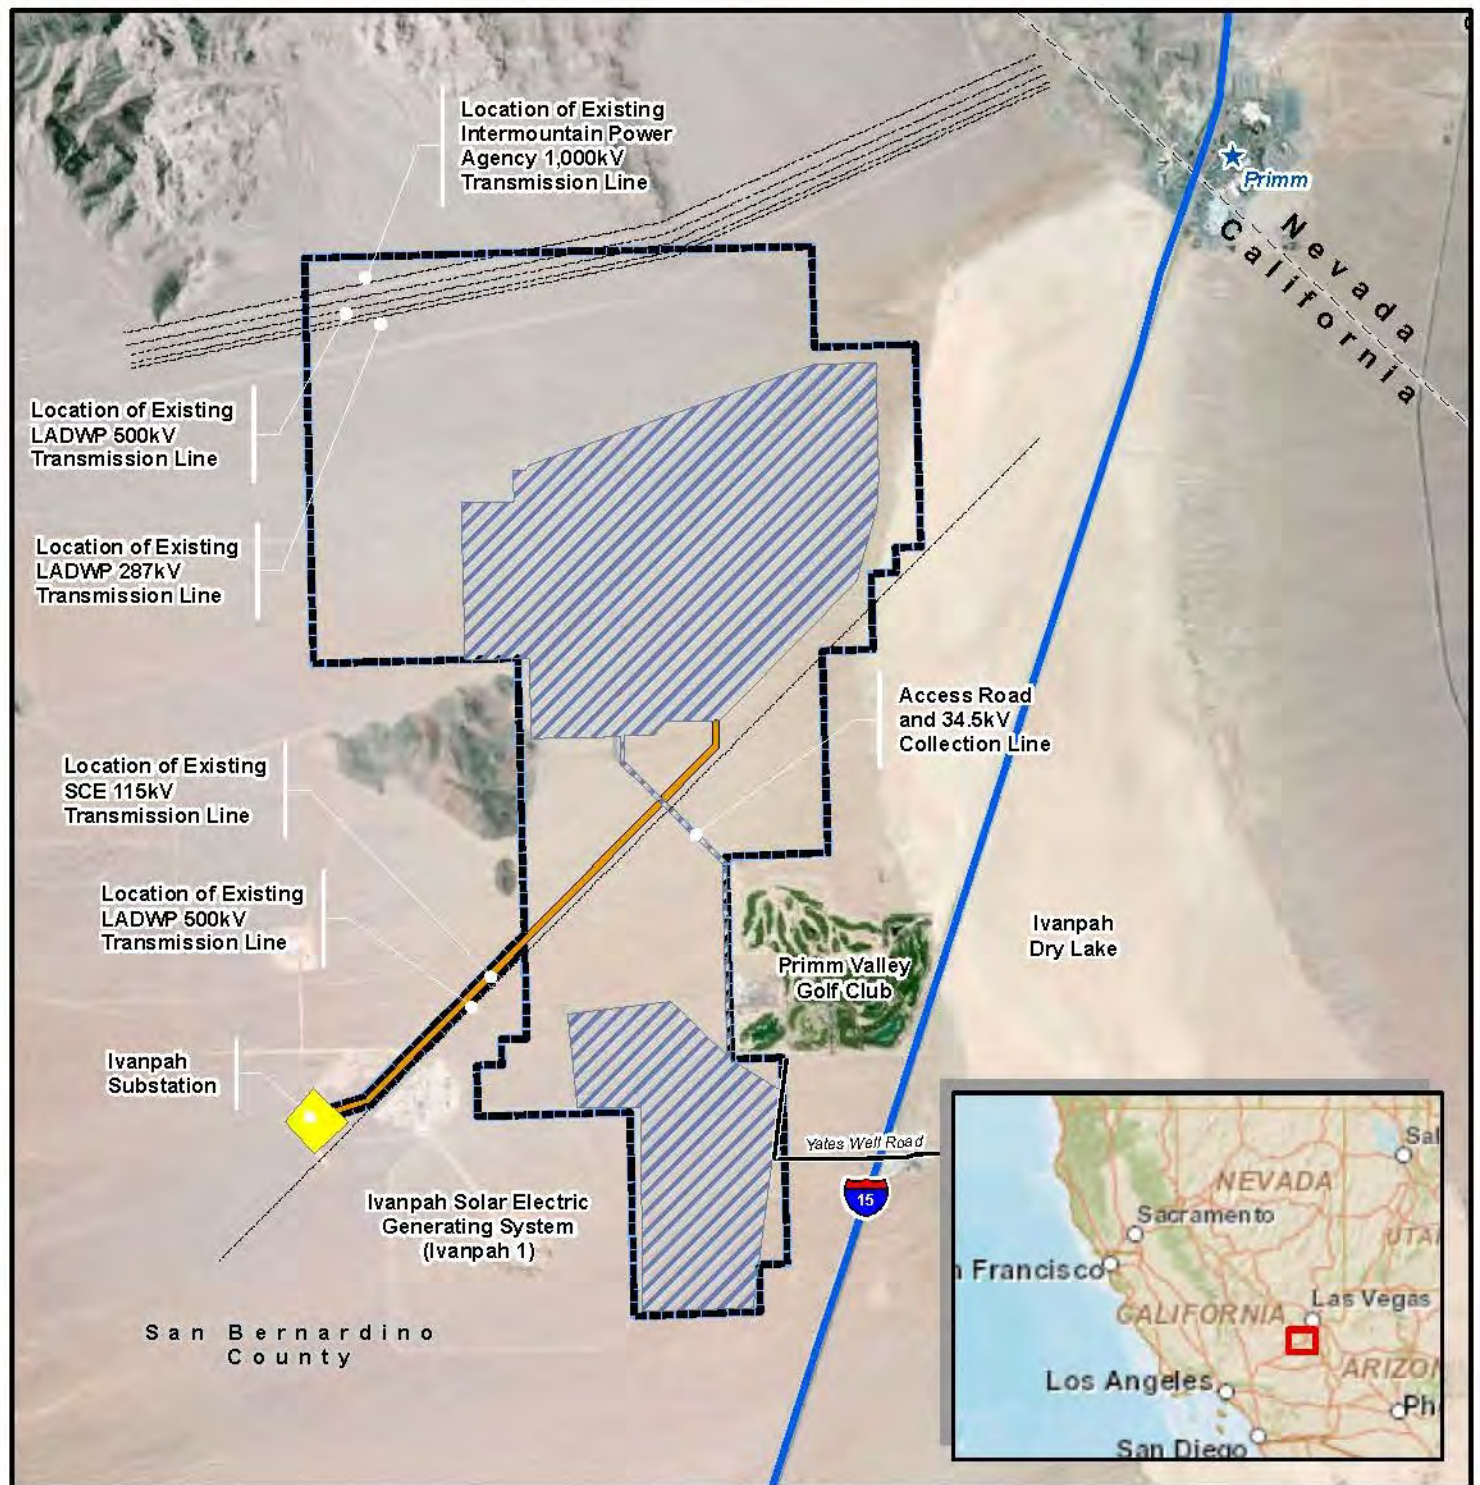 Location of Existing
Intermountain Power
Agency 1,000kV
Transmission Line
Primm
Nevada
California
Location of Existing
LADWP 500kV
Transmission Line
Location of Existing
LADWP 287kV
Transmission Line
Access Road
and 34.5kV
Collection Line
Location of Existing
SCE 115kV
Transmission Line
Location of Existing
LADWP 500kV
Transmission Line
Ivanpah
Dry Lake
Primm Valley
Golf Club
Ivanpah
Substation
Yates Well Road
15
Ivanpah Solar Electric
Generating System
(Ivanpah 1)
San Bernardino
County
Sal
NEVADA
Sacramento
UTA
n Francisco
Las Vegas
CALIFORNIA
ARIZO
Los Angeles
Ph
San Diego